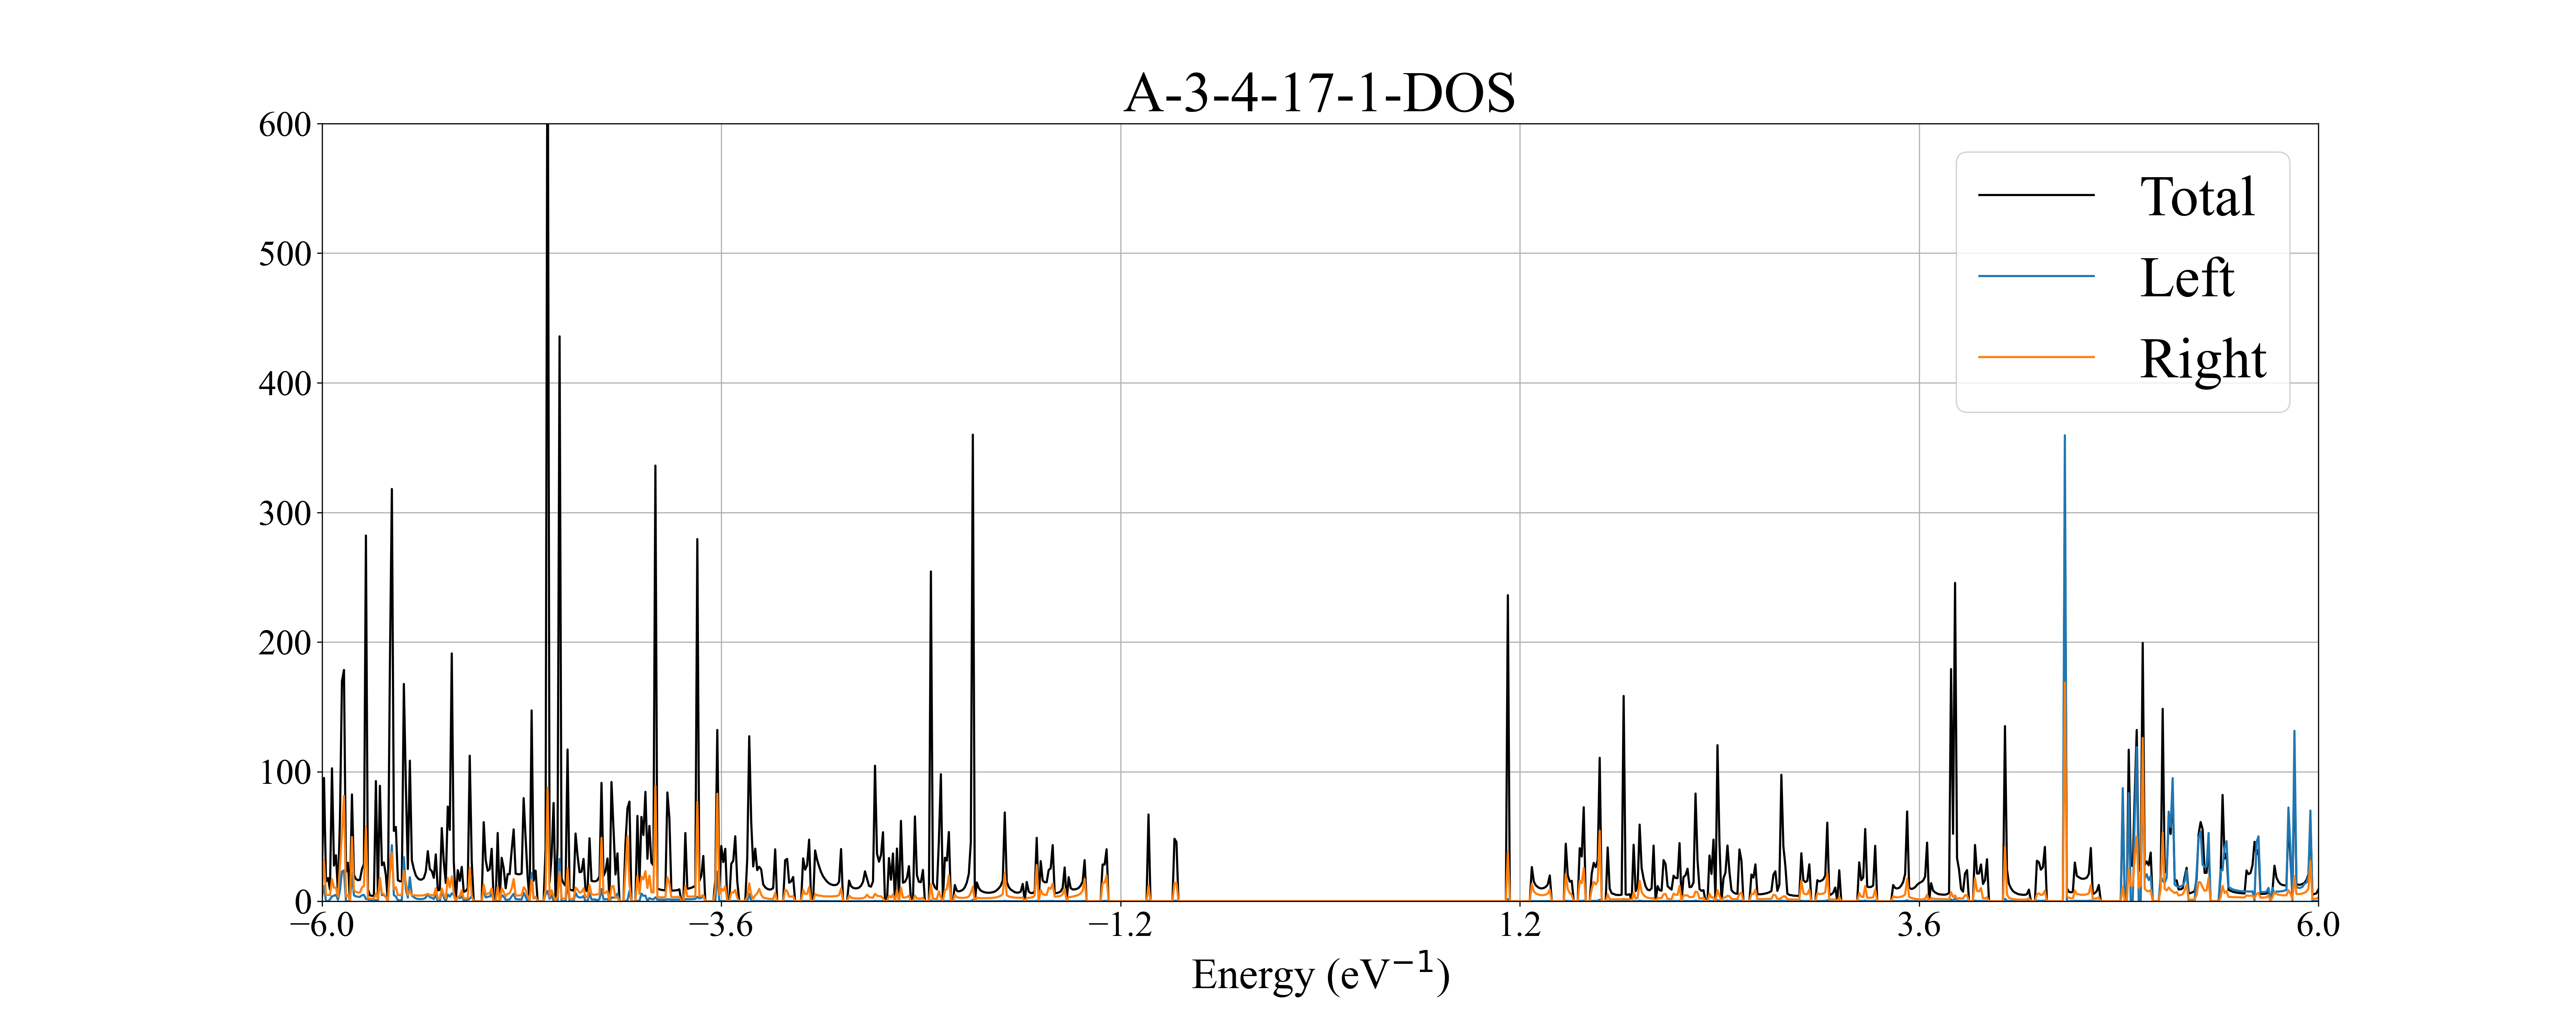 A-3-4-17-1-DOS
600
500
400
300
200
100
0
Total
Left
Right
−6.0 −3.6 −1.2 1.2 3.6 6.0
Energy (eV⁻¹)